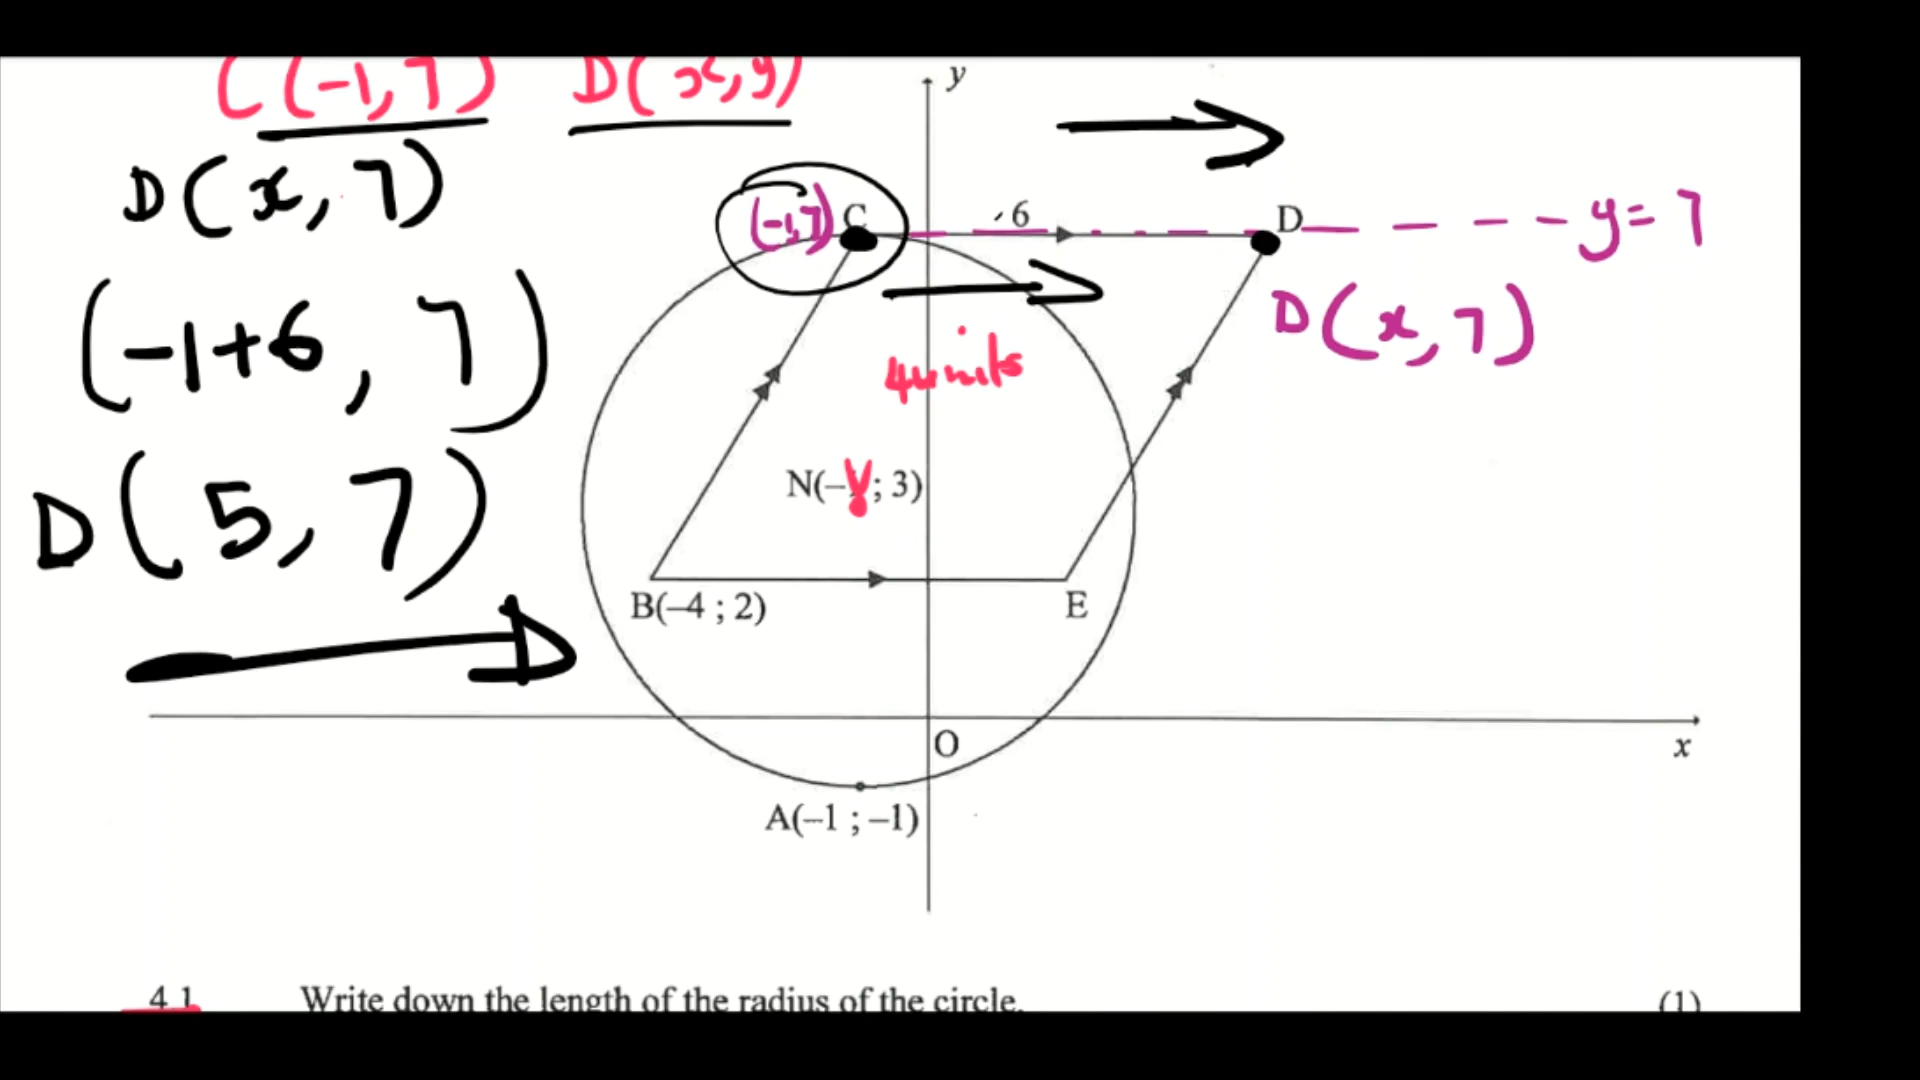 C(-1,7) D(x,y)
y
D(x,7)
(-1,7) C
6
D
y=7
(-1+6,7)
D(x,7)
4units
N(– ; 3)
D(5,7)
B(–4 ; 2)
E
O
x
A(–1 ; –1)
4 1 Write down the length of the radius of the circle. (1)